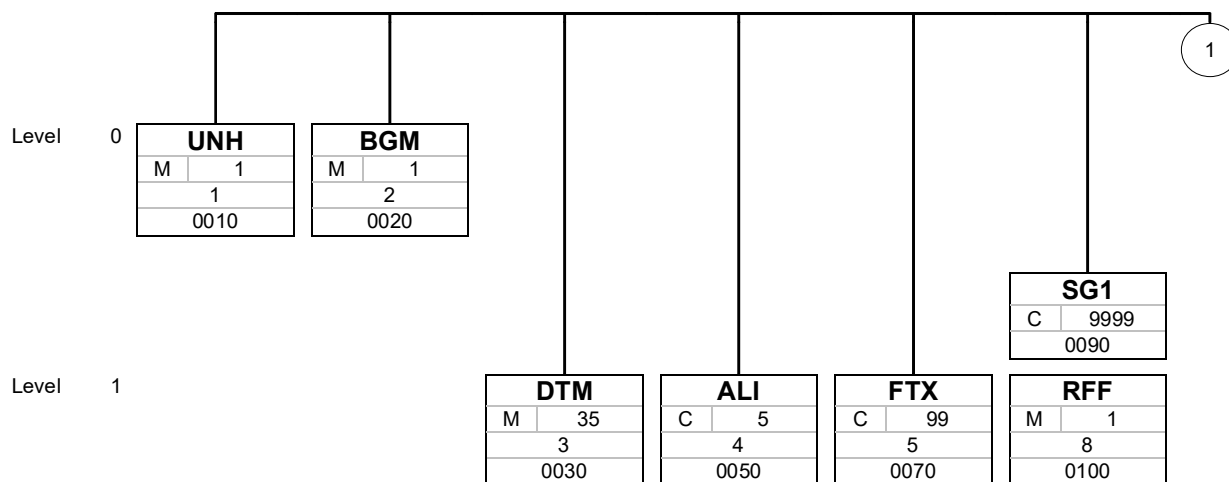 1
Level 0
UNH BGM
M 1 M 1
1 2
0010 0020
SG1
C 9999
0090
Level 1
DTM ALI FTX RFF
M 35 C 5 C 99 M 1
3 4 5 8
0030 0050 0070 0100